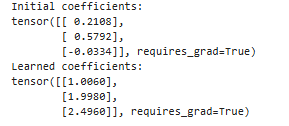 Initial coefficients:
tensor([[ 0.2108],
[ 0.5792],
[-0.0334]], requires_grad=True)
Learned coefficients:
tensor([[1.0060],
[1.9980],
[2.4960]], requires_grad=True)